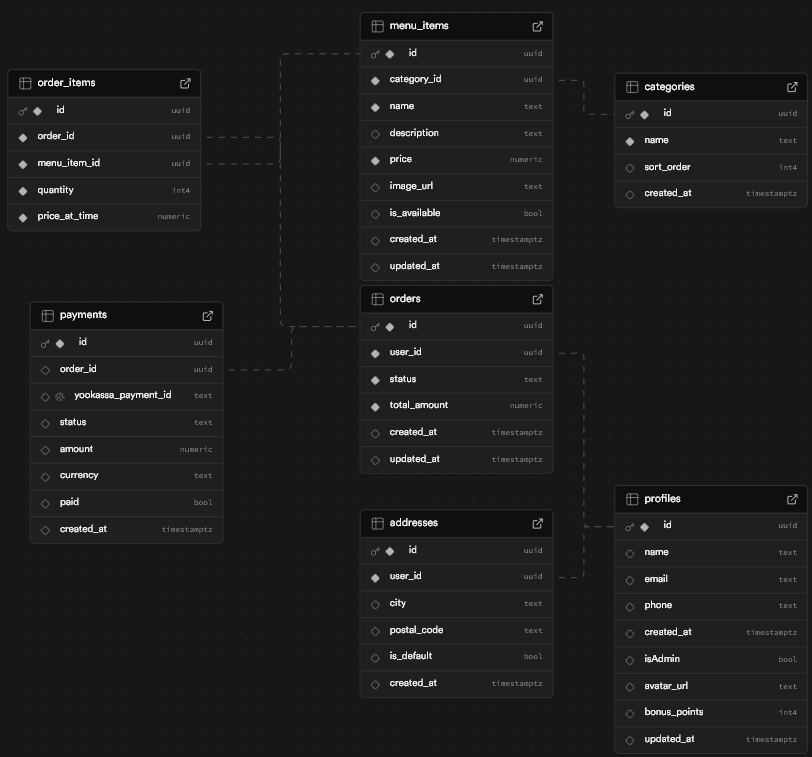 order_items
id uuid
order_id uuid
menu_item_id uuid
quantity int4
price_at_time numeric
payments
id uuid
order_id uuid
yookassa_payment_id text
status text
amount numeric
currency text
paid bool
created_at timestamptz
menu_items
id uuid
category_id uuid
name text
description text
price numeric
image_url text
is_available bool
created_at timestamptz
updated_at timestamptz
orders
id uuid
user_id uuid
status text
total_amount numeric
created_at timestamptz
updated_at timestamptz
addresses
id uuid
user_id uuid
city text
postal_code text
is_default bool
created_at timestamptz
categories
id uuid
name text
sort_order int4
created_at timestamptz
profiles
id uuid
name text
email text
phone text
created_at timestamptz
isAdmin bool
avatar_url text
bonus_points int4
updated_at timestamptz